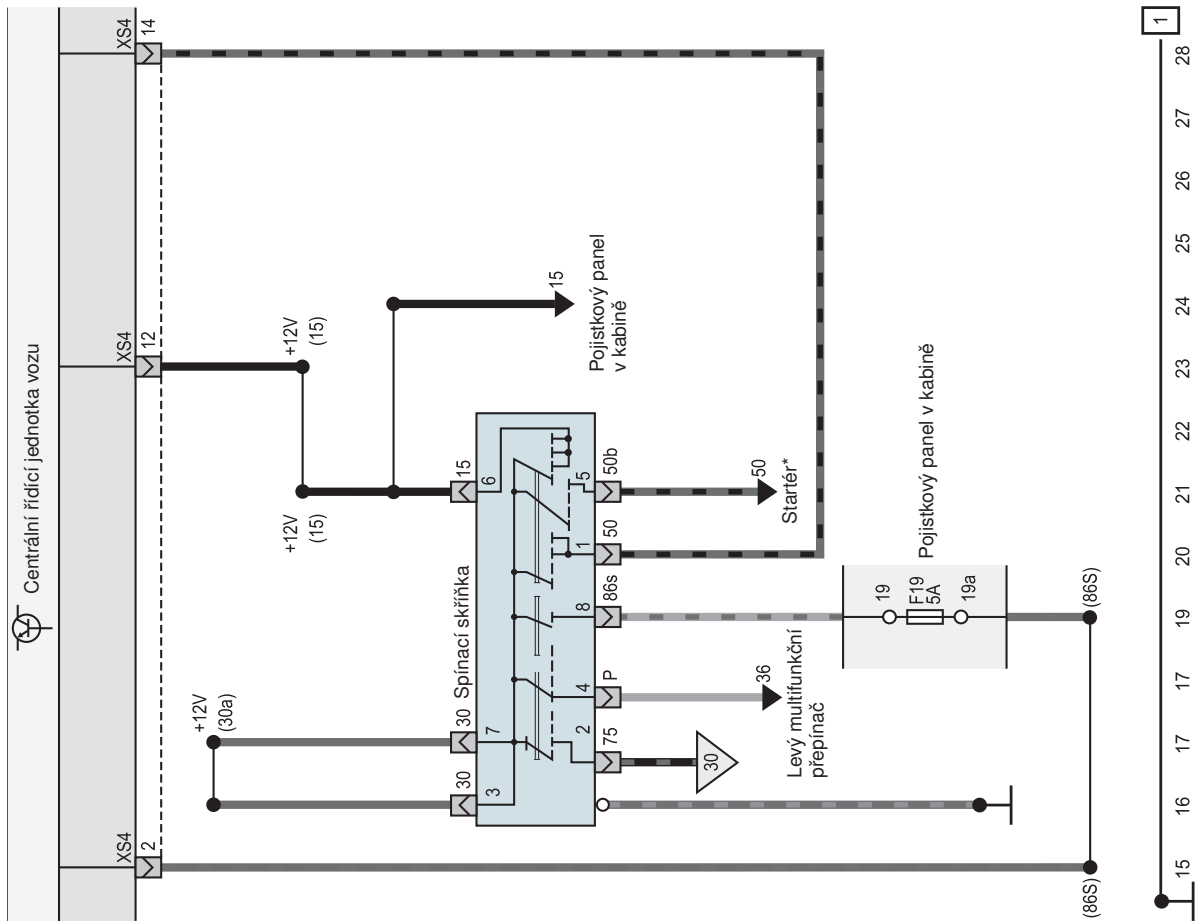 Centrální řídící jednotka vozu
XS4
2
XS4
12
XS4
14
+12V
(30a)
+12V
(15)
+12V
(15)
15
Pojistkový panel
v kabině
Spínací skříňka
30
3
30
7
15
6
2
75
4
P
8
86s
1
50
5
50b
30
36
Levý multifunkční
přepínač
50
Startér*
Pojistkový panel v kabině
19
F19
5A
19a
(86S)
(86S)
15
16
17
17
19
20
21
22
23
24
25
26
27
28
1